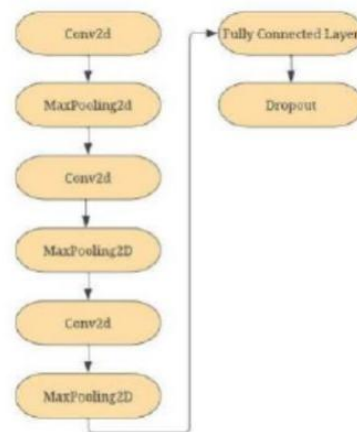 Conv2d
MaxPooling2d
Conv2d
MaxPooling2D
Conv2d
MaxPooling2D
Fully Connected Layer
Dropout